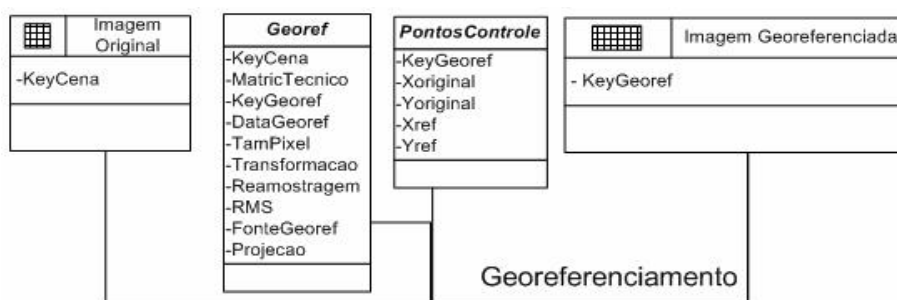 Imagem
Original
-KeyCena
Georef
-KeyCena
-MatricTecnico
-KeyGeoref
-DataGeoref
-TamPixel
-Transformacao
-Reamostragem
-RMS
-FonteGeoref
-Projecao
PontosControle
-KeyGeoref
-Xoriginal
-Yoriginal
-Xref
-Yref
Imagem Georeferenciada
- KeyGeoref
Georeferenciamento